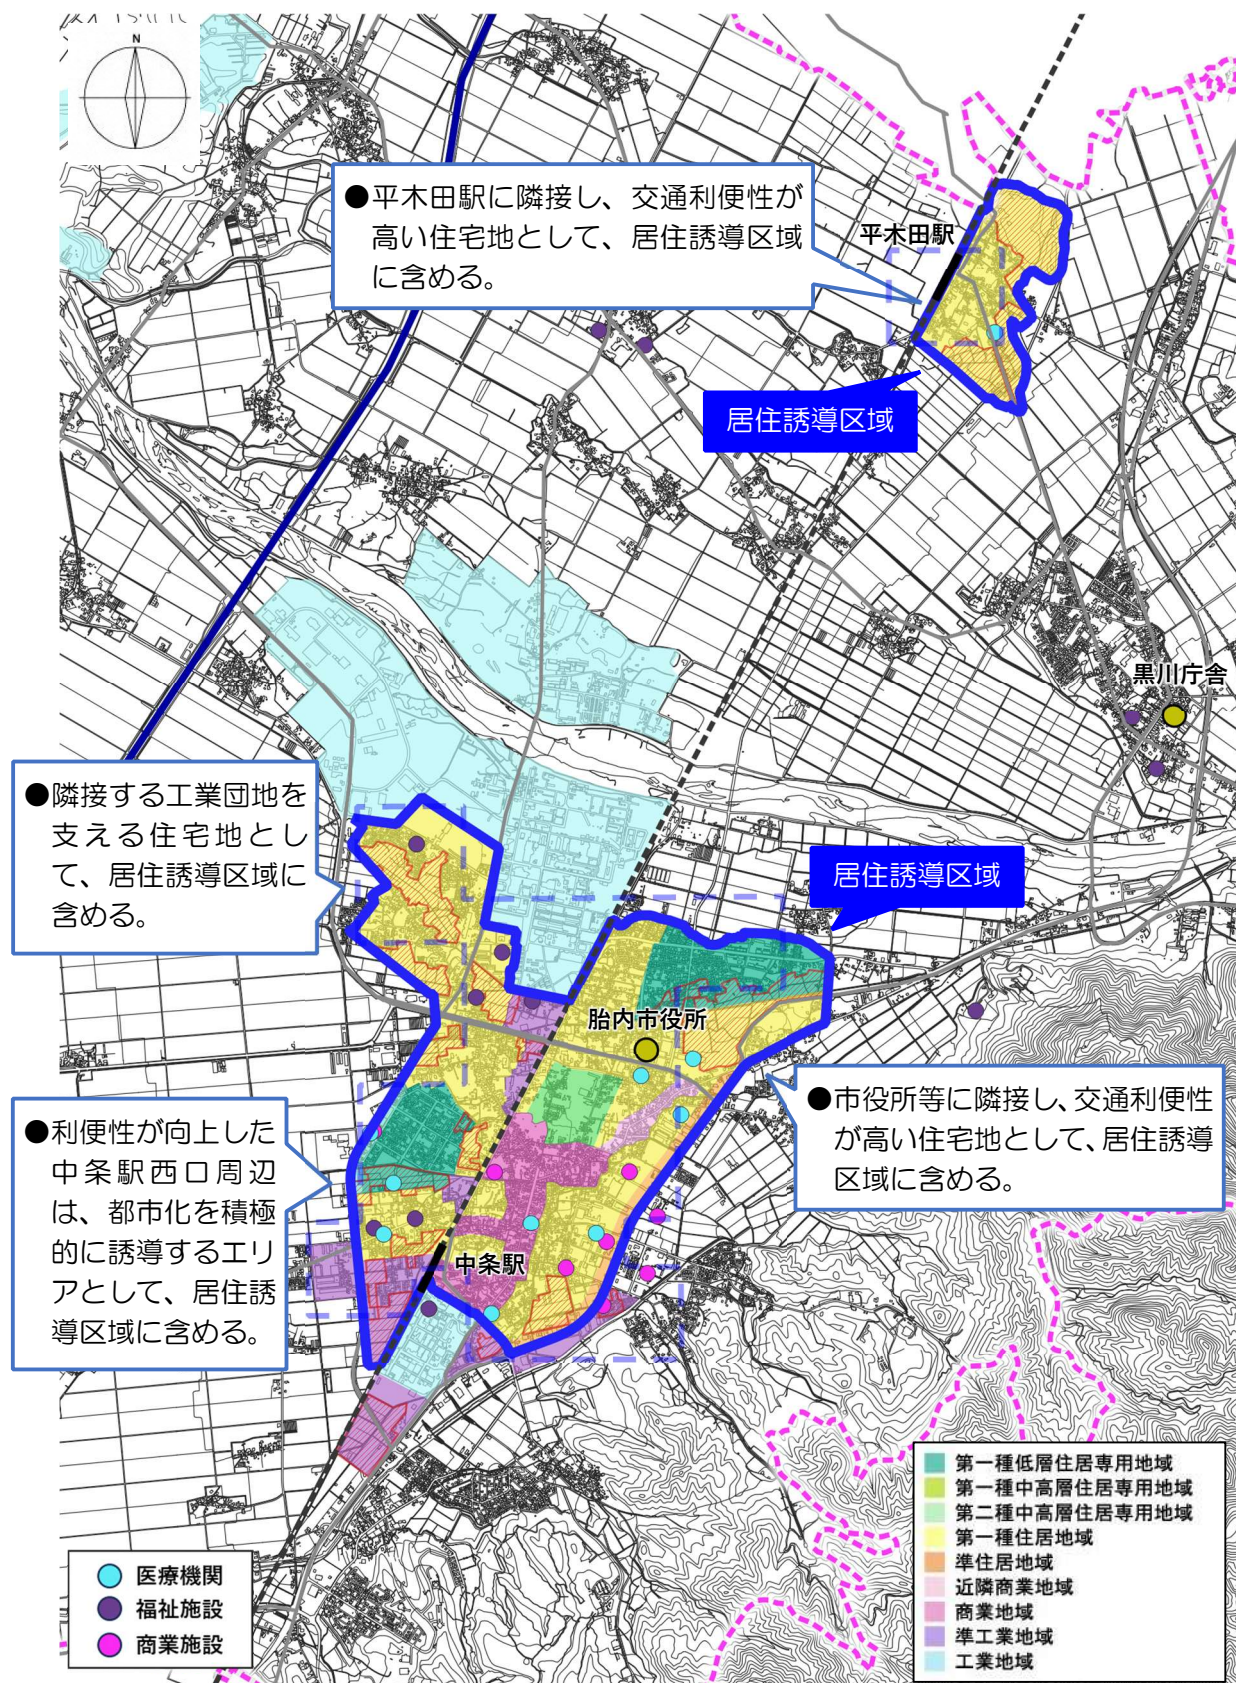 N
●平木田駅に隣接し、交通利便性が
高い住宅地として、居住誘導区域
に含める。
平木田駅
居住誘導区域
黒川庁舎
●隣接する工業団地を
支える住宅地とし
て、居住誘導区域に
含める。
居住誘導区域
胎内市役所
●市役所等に隣接し、交通利便性
が高い住宅地として、居住誘導
区域に含める。
●利便性が向上した
中条駅西口周辺
は、都市化を積極
的に誘導するエリ
アとして、居住誘
導区域に含める。
中条駅
医療機関
福祉施設
商業施設
第一種低層住居専用地域
第一種中高層住居専用地域
第二種中高層住居専用地域
第一種住居地域
準住居地域
近隣商業地域
商業地域
準工業地域
工業地域